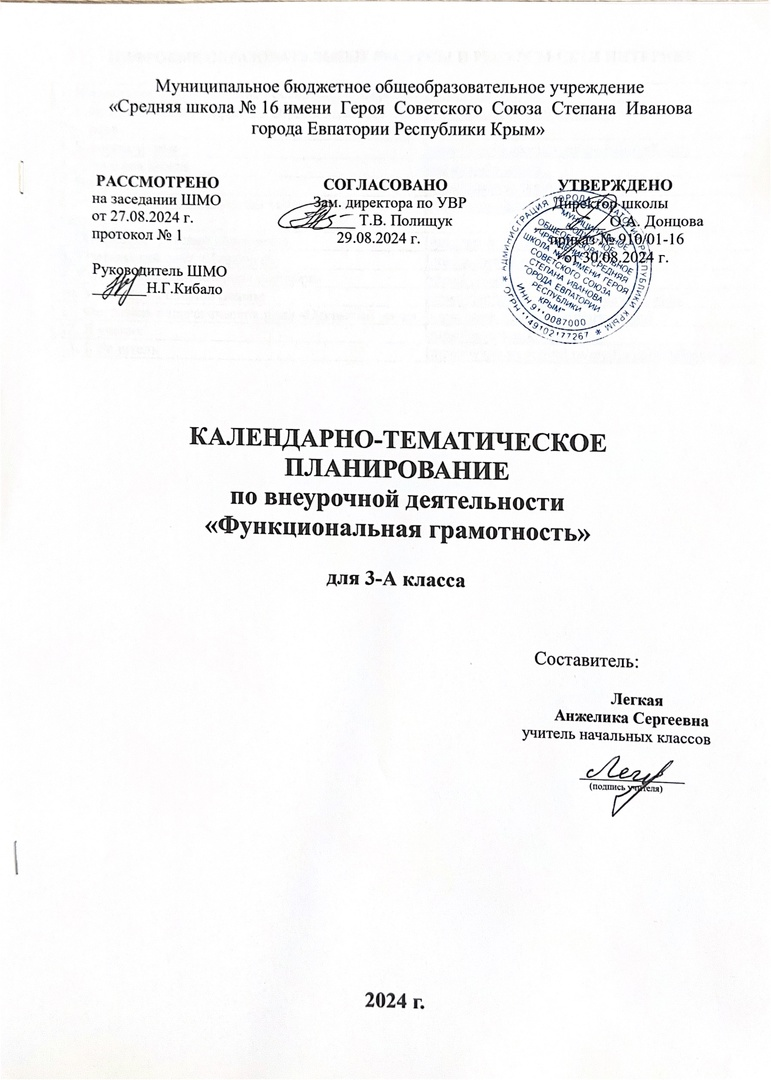 Муниципальное бюджетное общеобразовательное учреждение
«Средняя школа № 16 имени Героя Советского Союза Степана Иванова
города Евпатории Республики Крым»
РАССМОТРЕНО
на заседании ШМО
от 27.08.2024 г.
протокол № 1
Руководитель ШМО
Н.Г.Кибало
СОГЛАСОВАНО
Зам. директора по УВР
Т.В. Полищук
29.08.2024 г.
УТВЕРЖДЕНО
Директор школы
О.А. Донцова
приказ № 910/01-16
от 30.08.2024 г.
КАЛЕНДАРНО-ТЕМАТИЧЕСКОЕ
ПЛАНИРОВАНИЕ
по внеурочной деятельности
«Функциональная грамотность»
для 3-А класса
Составитель:
Легкая
Анжелика Сергеевна
учитель начальных классов
(подпись учителя)
2024 г.